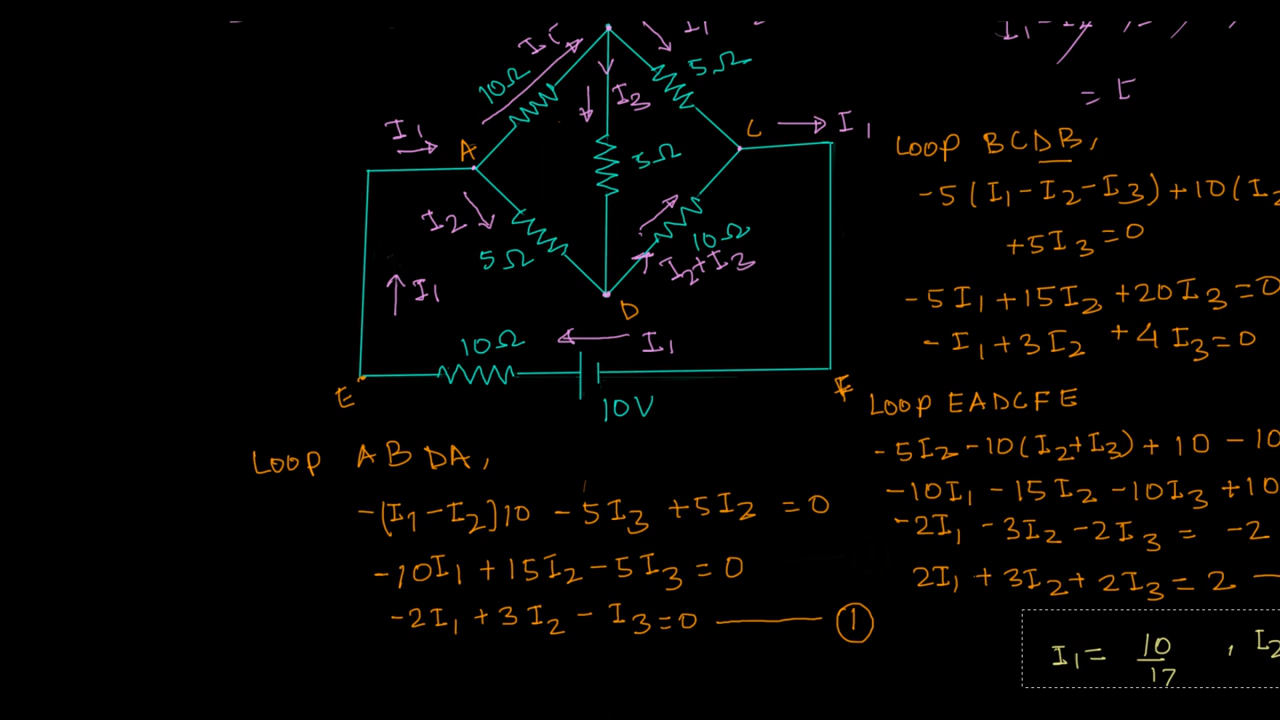 I1
10Ω
5Ω
I3
I1
A
C
I1
5Ω
I2
5Ω
10Ω
I2+I3
I1
D
10Ω
I1
E
10V
F
= I
LOOP BCDB,
-5(I1-I2-I3)+10(I2
+5I3=0
-5I1+15I2+20I3=0
-I1+3I2+4I3=0
LOOP EADCFE
-5I2-10(I2+I3)+10-10
-10I1-15I2-10I3+10
-2I1-3I2-2I3=-2
2I1+3I2+2I3=2
I1= 10/17, I2
LOOP ABDA,
-(I1-I2)10-5I3+5I2=0
-10I1+15I2-5I3=0
-2I1+3I2-I3=0 ——— 1